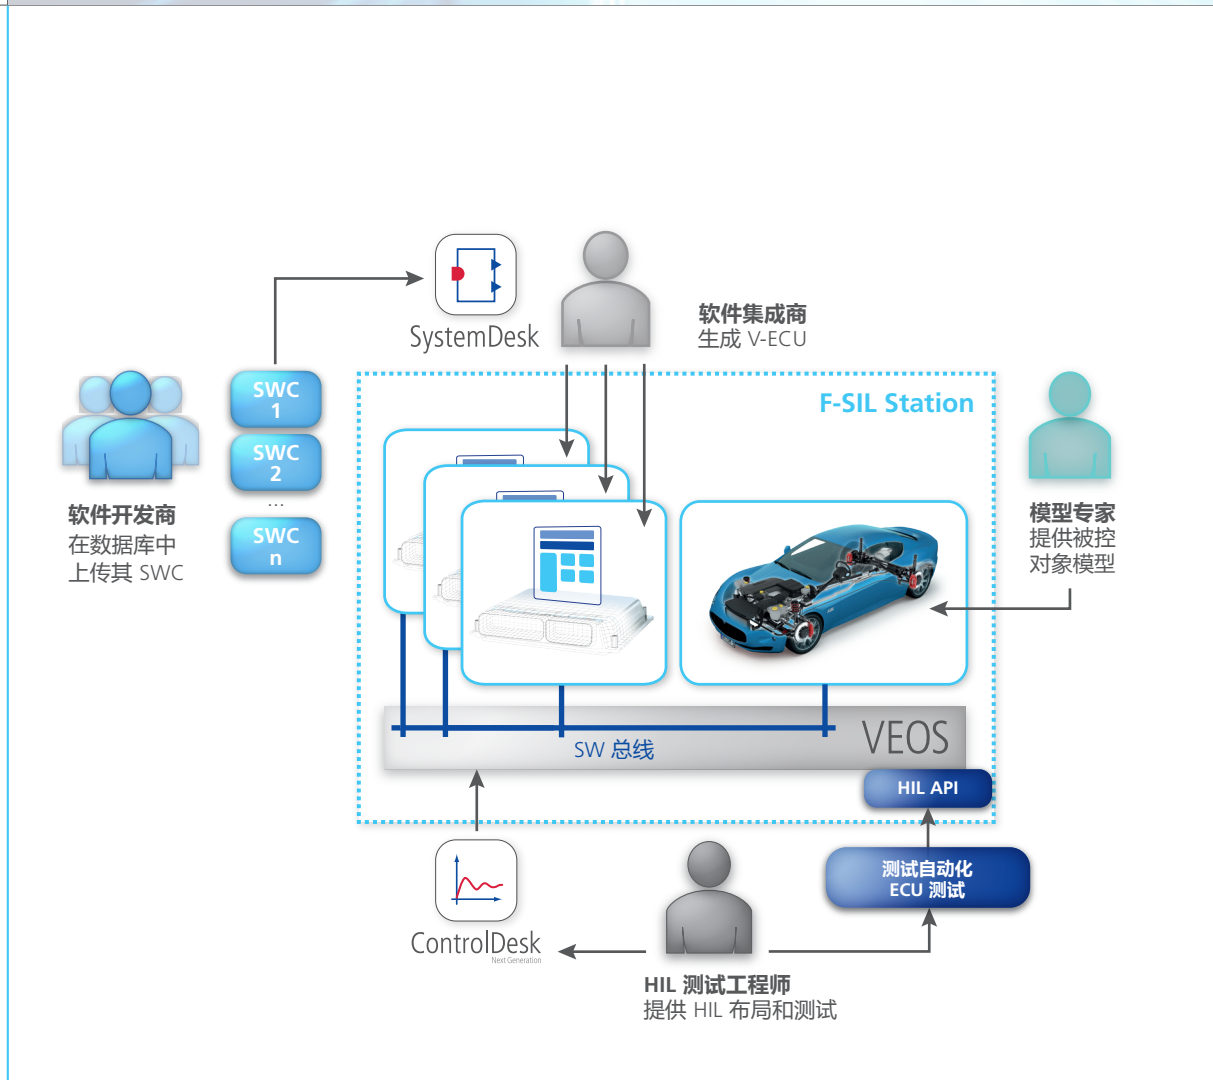 SystemDesk
软件集成商
生成 V-ECU
SWC
1
SWC
2
...
SWC
n
软件开发商
在数据库中
上传其 SWC
F-SIL Station
模型专家
提供被控
对象模型
SW 总线
VEOS
HIL API
测试自动化
ECU 测试
ControlDesk
Next Generation
HIL 测试工程师
提供 HIL 布局和测试